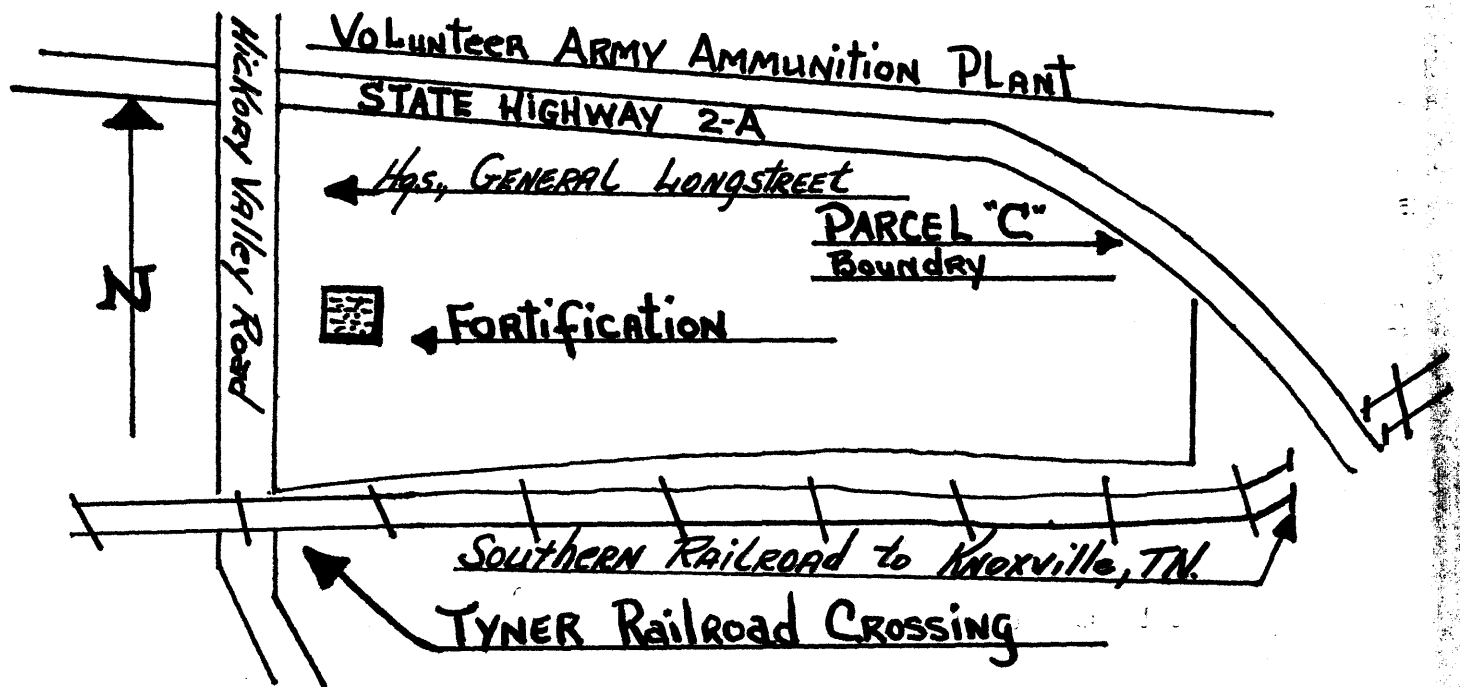 Hickory Valley Road
Volunteer Army Ammunition Plant
State Highway 2-A
Hqs., General Longstreet
Parcel "C"
Boundry
N
Fortification
Southern Railroad to Knoxville, TN.
Tyner Railroad Crossing